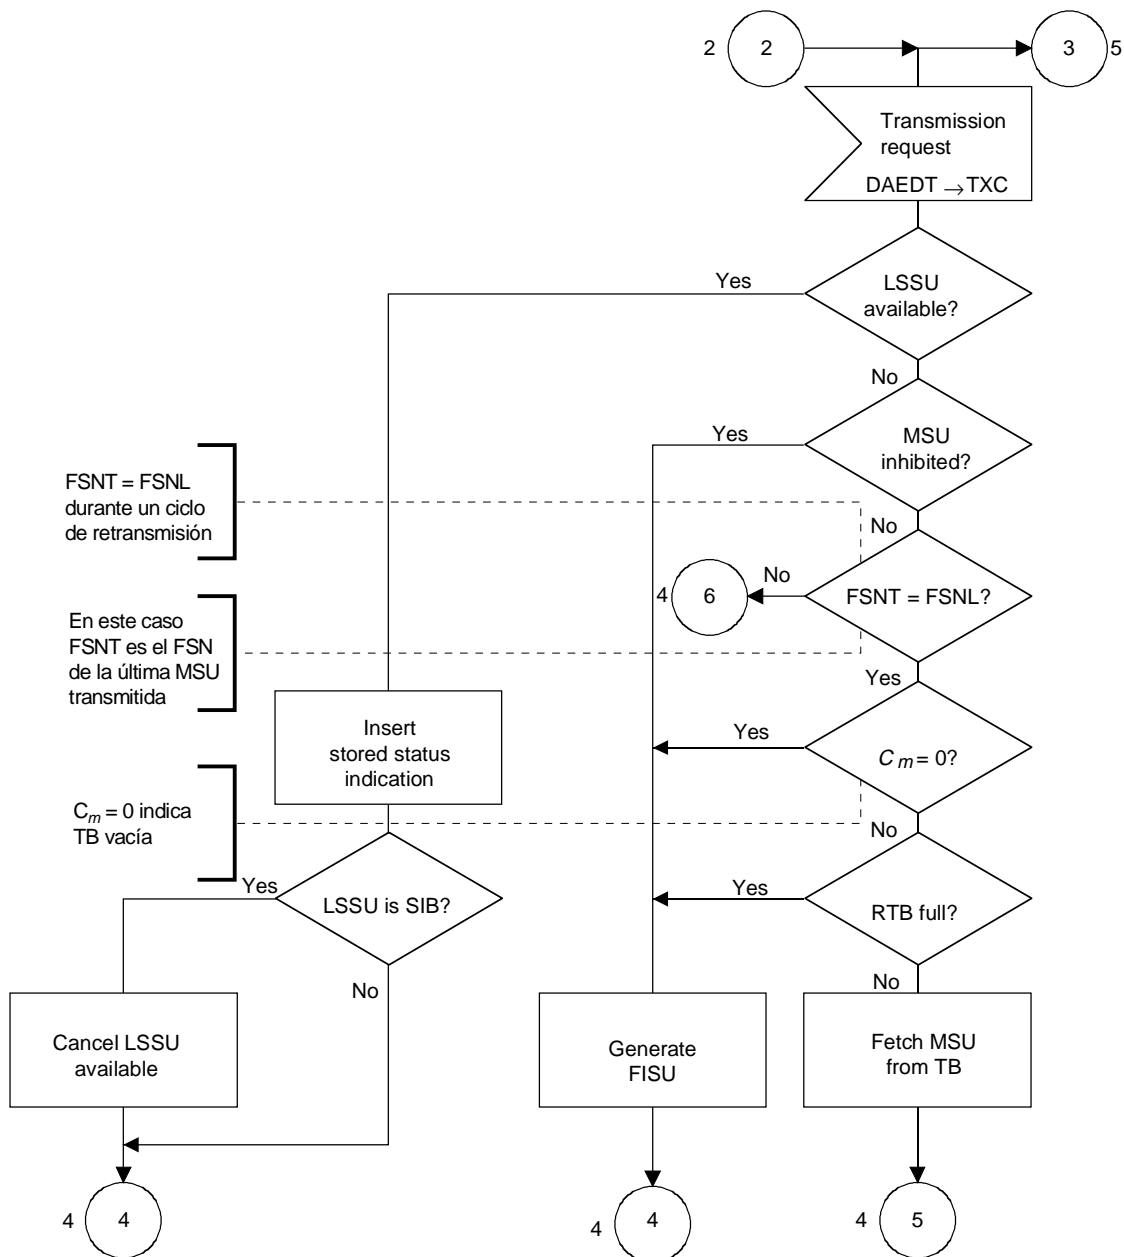 2 2 3 5
Transmission
request
DAEDT → TXC
Yes
LSSU
available?
No
Yes
MSU
inhibited?
FSNT = FSNL
durante un ciclo
de retransmisión
No
4 6
No
FSNT = FSNL?
En este caso
FSNT es el FSN
de la última MSU
transmitida
Yes
Insert
stored status
indication
Yes
C m = 0?
Cm = 0 indica
TB vacía
No
Yes
LSSU is SIB?
Yes
RTB full?
No
No
Cancel LSSU
available
Generate
FISU
Fetch MSU
from TB
4 4
4 4
4 5